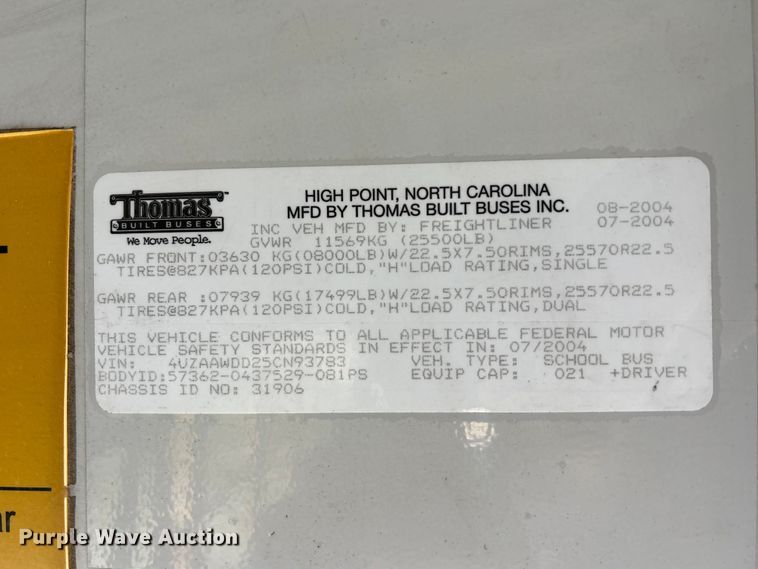 Purple Wave Auction
Thomas™
BUILT BUSES
We Move People.
HIGH POINT, NORTH CAROLINA
MFD BY THOMAS BUILT BUSES INC. 08-2004
INC VEH MFD BY: FREIGHTLINER 07-2004
GVWR 11569KG (25500LB)
GAWR FRONT:03630 KG(08000LB)W/22.5X7.50RIMS,25570R22.5
TIRES@827KPA(120PSI)COLD,"H"LOAD RATING,SINGLE
GAWR REAR :07939 KG(17499LB)W/22.5X7.50RIMS,25570R22.5
TIRES@827KPA(120PSI)COLD,"H"LOAD RATING,DUAL
THIS VEHICLE CONFORMS TO ALL APPLICABLE FEDERAL MOTOR
VEHICLE SAFETY STANDARDS IN EFFECT IN: 07/2004
VIN: 4UZAAWDD25CN93783 VEH. TYPE: SCHOOL BUS
BODYID:57362-0437529-081PS EQUIP CAP: 021 +DRIVER
CHASSIS ID NO: 31906
ar
Purple Wave Auction